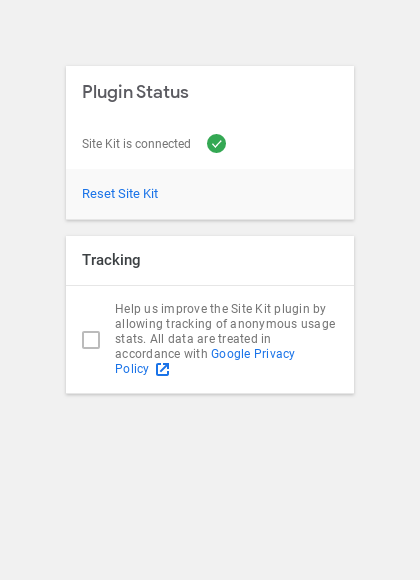 Plugin Status
Site Kit is connected
Reset Site Kit
Tracking
Help us improve the Site Kit plugin by
allowing tracking of anonymous usage
stats. All data are treated in
accordance with Google Privacy
Policy